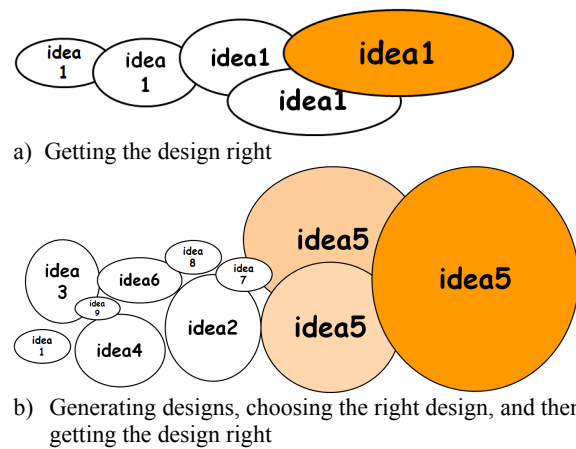 idea
1
idea
1
idea1
idea1
idea1
a) Getting the design right
idea
3
idea
1
idea
9
idea6
idea4
idea
8
idea
7
idea2
idea5
idea5
idea5
b) Generating designs, choosing the right design, and then
getting the design right